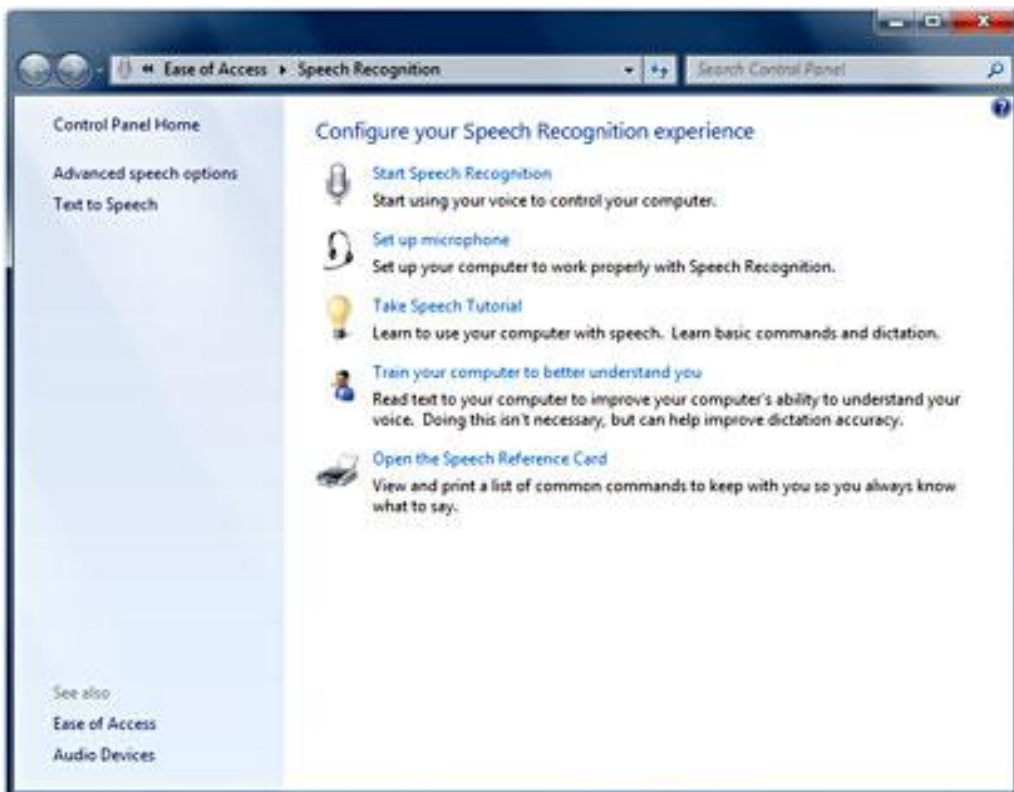 « Ease of Access ▸ Speech Recognition
Search Control Panel
Control Panel Home
Advanced speech options
Text to Speech
See also
Ease of Access
Audio Devices
Configure your Speech Recognition experience
Start Speech Recognition
Start using your voice to control your computer.
Set up microphone
Set up your computer to work properly with Speech Recognition.
Take Speech Tutorial
Learn to use your computer with speech.  Learn basic commands and dictation.
Train your computer to better understand you
Read text to your computer to improve your computer's ability to understand your
voice.  Doing this isn't necessary, but can help improve dictation accuracy.
Open the Speech Reference Card
View and print a list of common commands to keep with you so you always know
what to say.